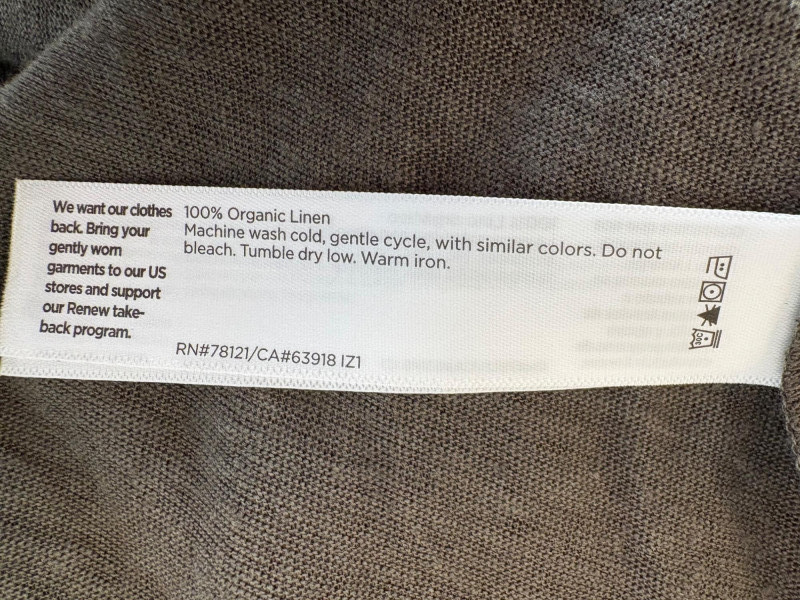 We want our clothes
back. Bring your
gently worn
garments to our US
stores and support
our Renew take-
back program.
100% Organic Linen
Machine wash cold, gentle cycle, with similar colors. Do not
bleach. Tumble dry low. Warm iron.
RN#78121/CA#63918 IZ1
30C